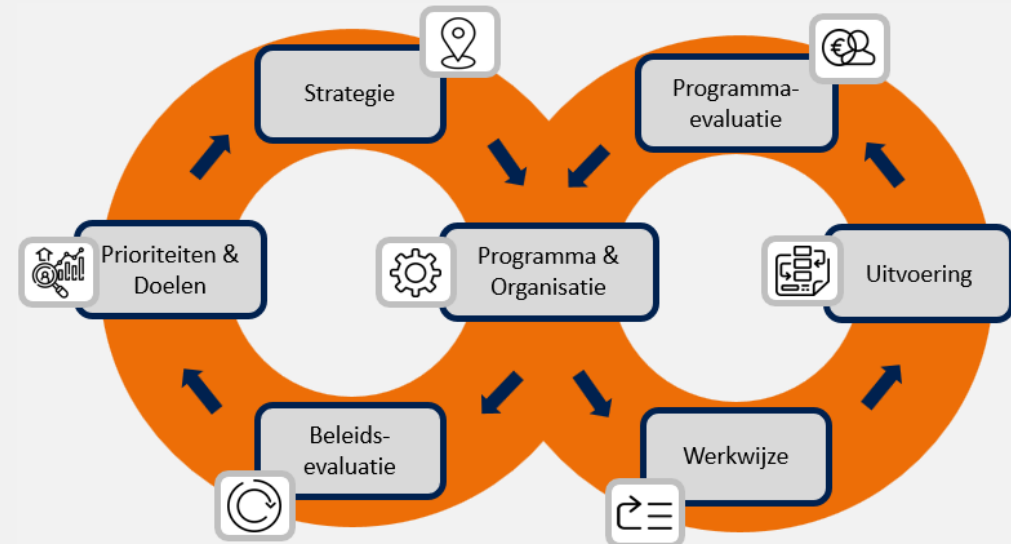 Strategie
Programma-
evaluatie
Prioriteiten &
Doelen
Programma &
Organisatie
Uitvoering
Beleids-
evaluatie
Werkwijze